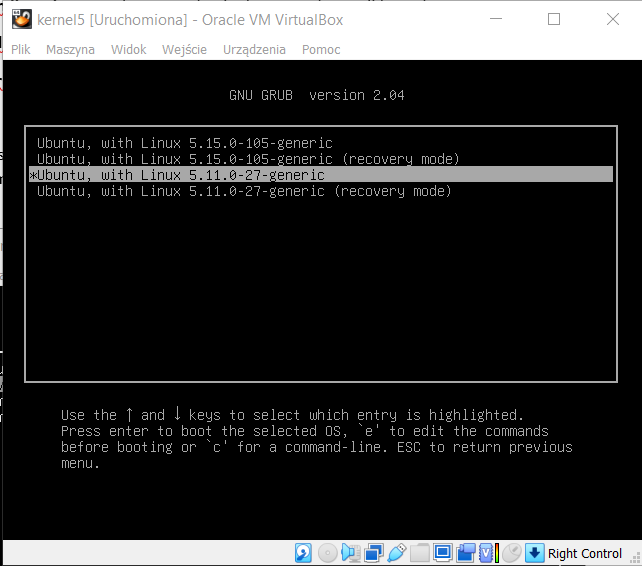 kernel5 [Uruchomiona] - Oracle VM VirtualBox
Plik Maszyna Widok Wejście Urządzenia Pomoc
GNU GRUB version 2.04
Ubuntu, with Linux 5.15.0-105-generic
Ubuntu, with Linux 5.15.0-105-generic (recovery mode)
*Ubuntu, with Linux 5.11.0-27-generic
Ubuntu, with Linux 5.11.0-27-generic (recovery mode)
Use the ↑ and ↓ keys to select which entry is highlighted.
Press enter to boot the selected OS, `e' to edit the commands
before booting or `c' for a command-line. ESC to return previous
menu.
Right Control